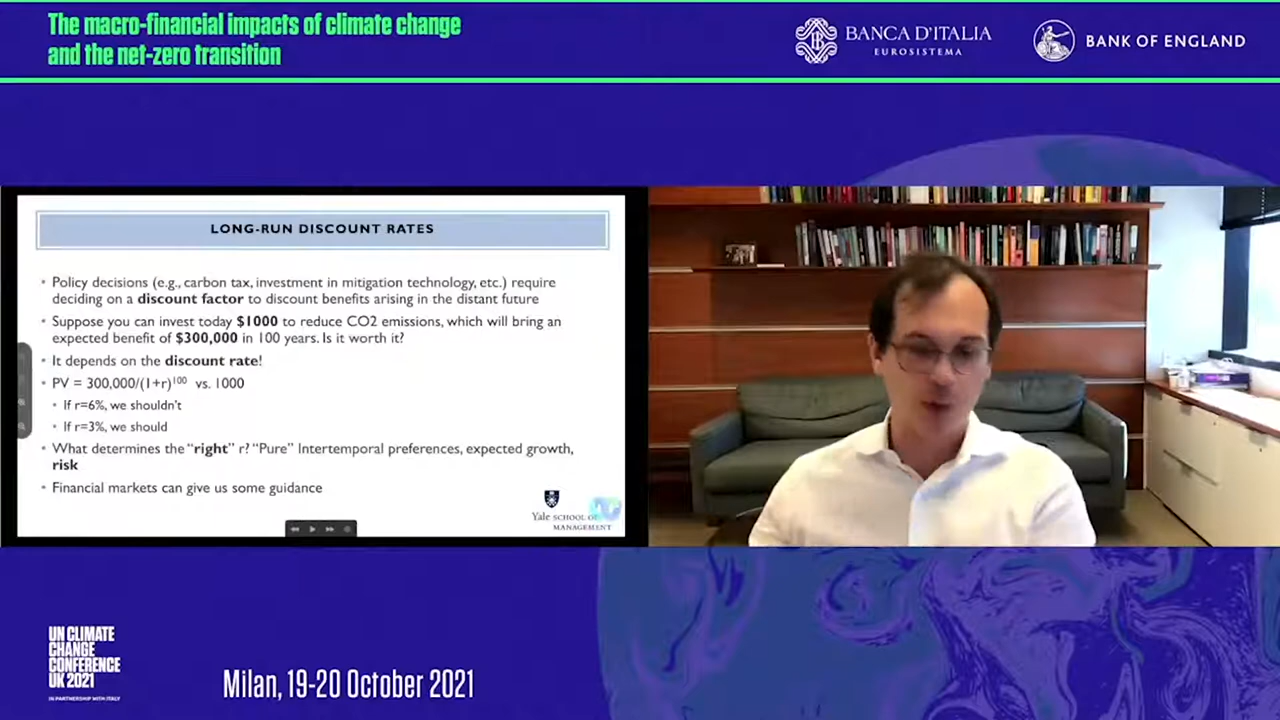 The macro-financial impacts of climate change
and the net-zero transition
BANCA D'ITALIA
EUROSISTEMA
BANK OF ENGLAND
LONG-RUN DISCOUNT RATES
• Policy decisions (e.g., carbon tax, investment in mitigation technology, etc.) require
deciding on a discount factor to discount benefits arising in the distant future
• Suppose you can invest today $1000 to reduce CO2 emissions, which will bring an
expected benefit of $300,000 in 100 years. Is it worth it?
• It depends on the discount rate!
• PV = 300,000/(1+r)¹⁰⁰ vs. 1000
• If r=6%, we shouldn't
• If r=3%, we should
• What determines the "right" r? "Pure" Intertemporal preferences, expected growth,
risk
• Financial markets can give us some guidance
Yale SCHOOL OF
MANAGEMENT
UN CLIMATE
CHANGE
CONFERENCE
UK 2021
IN PARTNERSHIP WITH ITALY
Milan, 19-20 October 2021